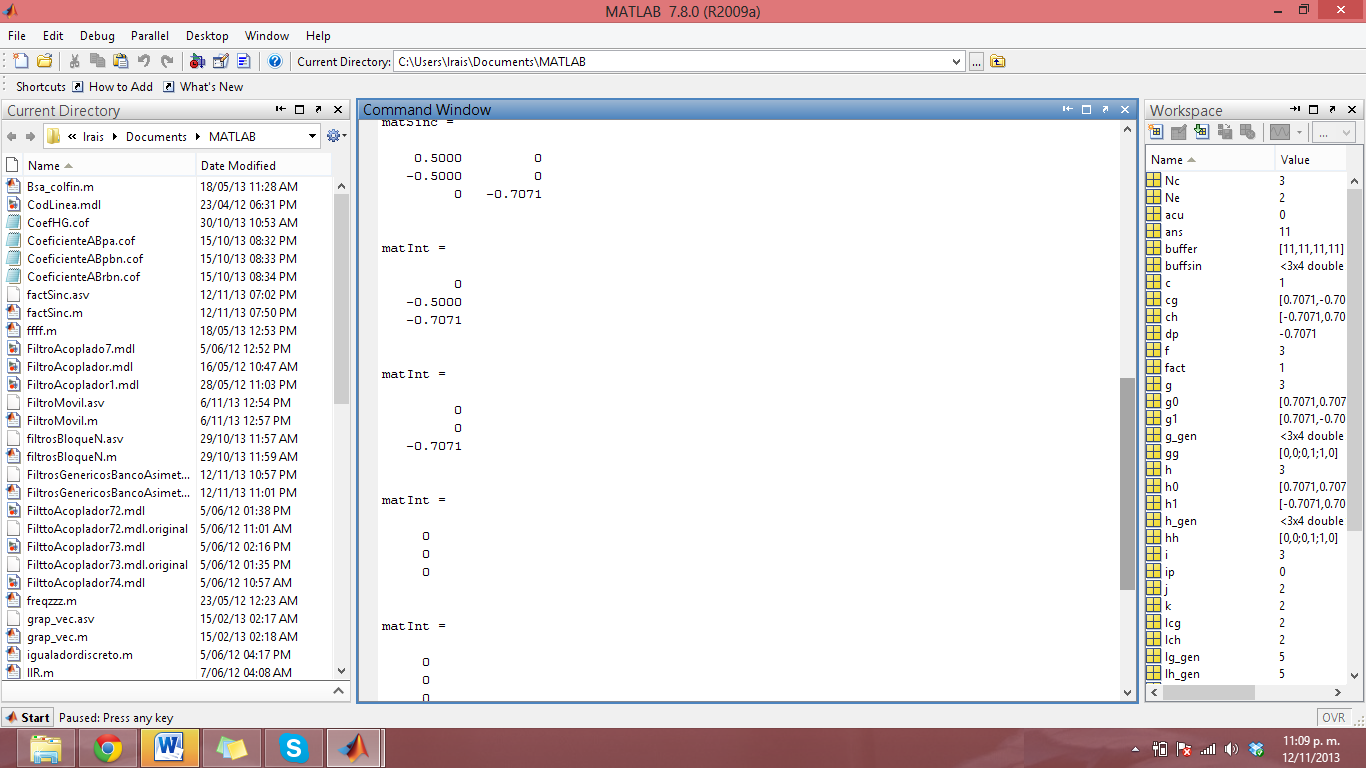 MATLAB 7.8.0 (R2009a)
File Edit Debug Parallel Desktop Window Help
Current Directory: C:\Users\Irais\Documents\MATLAB
Shortcuts How to Add What's New
Current Directory
« Irais Documents MATLAB
Name Date Modified
Bsa_colfin.m 18/05/13 11:28 AM
CodLinea.mdl 23/04/12 06:31 PM
CoefHG.cof 30/10/13 10:53 AM
CoeficienteABpa.cof 15/10/13 08:32 PM
CoeficienteABpbn.cof 15/10/13 08:33 PM
CoeficienteABrbn.cof 15/10/13 08:34 PM
factSinc.asv 12/11/13 07:02 PM
factSinc.m 12/11/13 07:50 PM
ffff.m 18/05/13 12:53 PM
FiltroAcoplado7.mdl 5/06/12 12:52 PM
FiltroAcoplador.mdl 16/05/12 10:47 AM
FiltroAcoplador1.mdl 28/05/12 11:03 PM
FiltroMovil.asv 6/11/13 12:54 PM
FiltroMovil.m 6/11/13 12:57 PM
filtrosBloqueN.asv 29/10/13 11:57 AM
filtrosBloqueN.m 29/10/13 11:59 AM
FiltrosGenericosBancoAsimet... 12/11/13 10:57 PM
FiltrosGenericosBancoAsimet... 12/11/13 11:01 PM
FilttoAcoplador72.mdl 5/06/12 01:38 PM
FilttoAcoplador72.mdl.original 5/06/12 11:01 AM
FilttoAcoplador73.mdl 5/06/12 02:16 PM
FilttoAcoplador73.mdl.original 5/06/12 01:35 PM
FilttoAcoplador74.mdl 5/06/12 10:57 AM
freqzzz.m 23/05/12 12:23 AM
grap_vec.asv 15/02/13 02:17 AM
grap_vec.m 15/02/13 02:18 AM
igualadordiscreto.m 5/06/12 04:17 PM
IIR.m 7/06/12 04:08 AM
Command Window
matSinc =
0.5000 0
-0.5000 0
0 -0.7071
matInt =
0
-0.5000
-0.7071
matInt =
0
0
-0.7071
matInt =
0
0
0
matInt =
0
0
0
Workspace
...
Name Value
Nc 3
Ne 2
acu 0
ans 11
buffer [11,11,11,11]
buffsin <3x4 double
c 1
cg [0.7071,-0.70
ch [-0.7071,0.70
dp -0.7071
f 3
fact 1
g 3
g0 [0.7071,0.707
g1 [0.7071,-0.70
g_gen <3x4 double
gg [0,0;0,1;1,0]
h 3
h0 [0.7071,0.707
h1 [-0.7071,0.70
h_gen <3x4 double
hh [0,0;0,1;1,0]
i 3
ip 0
j 2
k 2
lcg 2
lch 2
lg_gen 5
lh_gen 5
Start Paused: Press any key
OVR
11:09 p. m.
12/11/2013